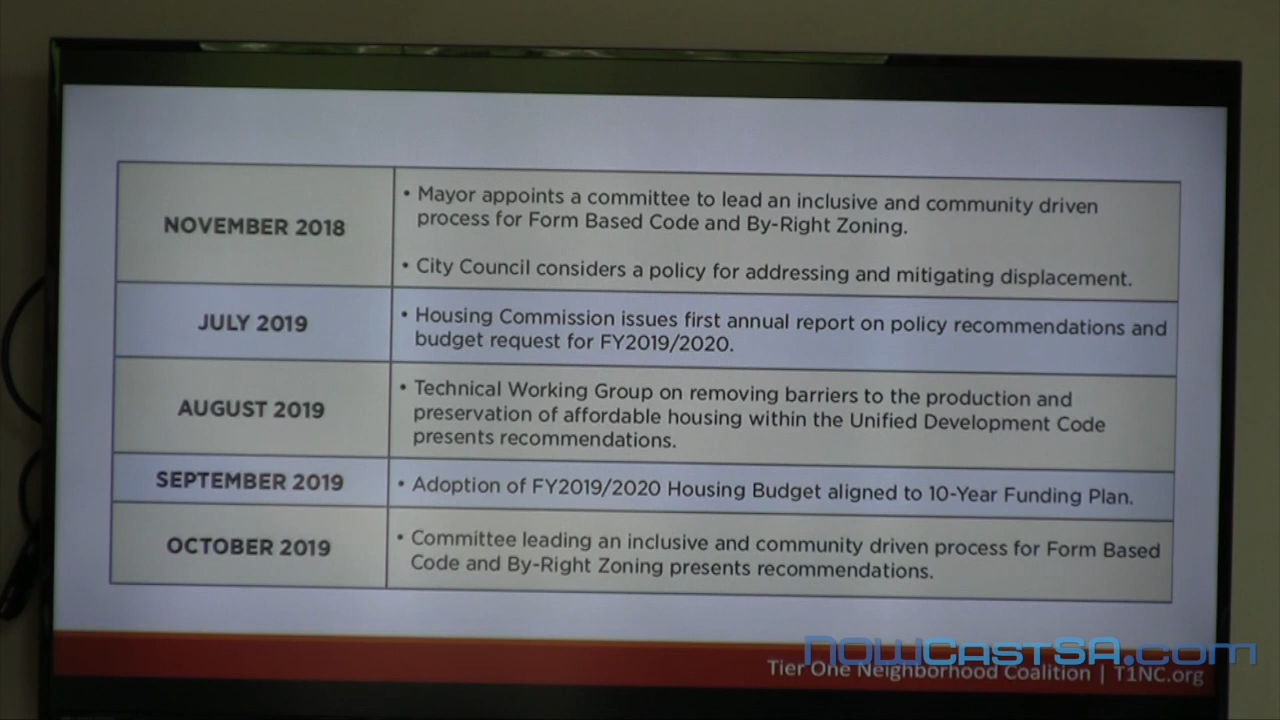 NOVEMBER 2018
• Mayor appoints a committee to lead an inclusive and community driven
process for Form Based Code and By-Right Zoning.
• City Council considers a policy for addressing and mitigating displacement.
JULY 2019
• Housing Commission issues first annual report on policy recommendations and
budget request for FY2019/2020.
AUGUST 2019
• Technical Working Group on removing barriers to the production and
preservation of affordable housing within the Unified Development Code
presents recommendations.
SEPTEMBER 2019
• Adoption of FY2019/2020 Housing Budget aligned to 10-Year Funding Plan.
OCTOBER 2019
• Committee leading an inclusive and community driven process for Form Based
Code and By-Right Zoning presents recommendations.
NOWCastSA.com
Tier One Neighborhood Coalition | T1NC.org